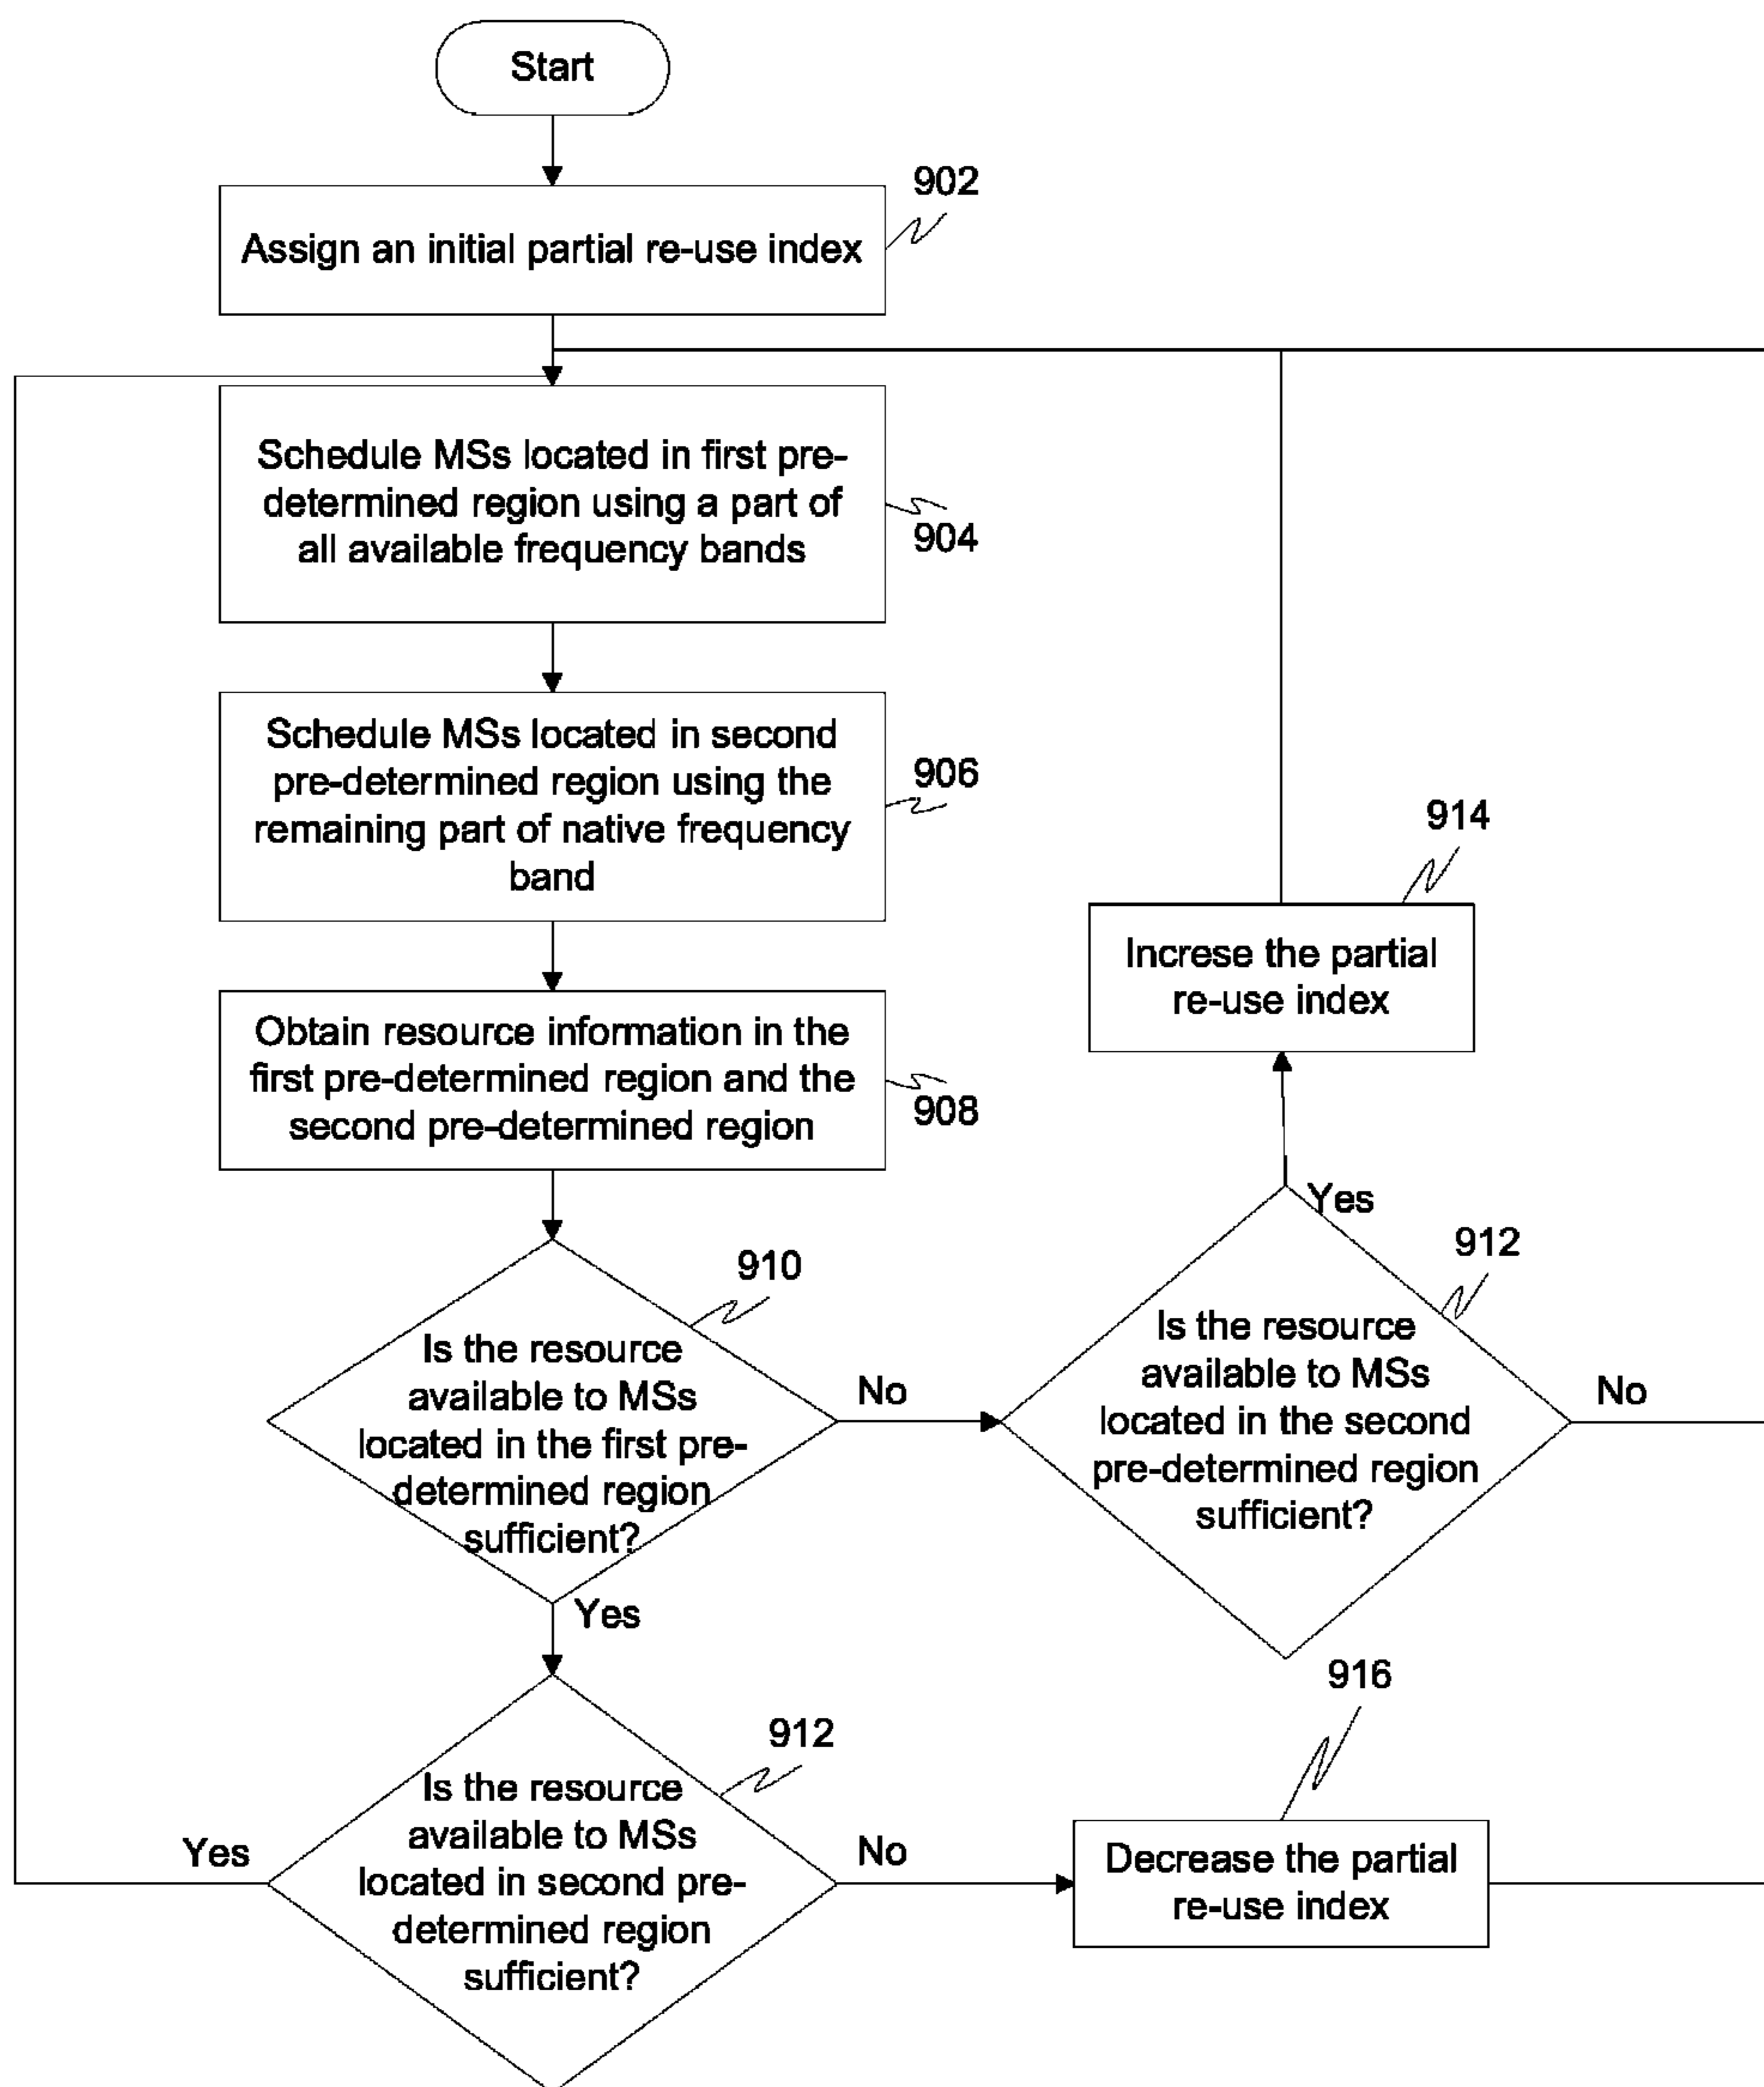 Start
902
Assign an initial partial re-use index
Schedule MSs located in first pre-
determined region using a part of
all available frequency bands
904
Schedule MSs located in second
pre-determined region using the
remaining part of native frequency
band
906
914
Increse the partial
re-use index
Obtain resource information in the
first pre-determined region and the
second pre-determined region
908
Yes
912
910
Is the resource
available to MSs
located in the first pre-
determined region
sufficient?
No
Is the resource
available to MSs
located in the second
pre-determined region
sufficient?
No
Yes
916
912
Is the resource
available to MSs
located in second pre-
determined region
sufficient?
Yes
No
Decrease the partial
re-use index